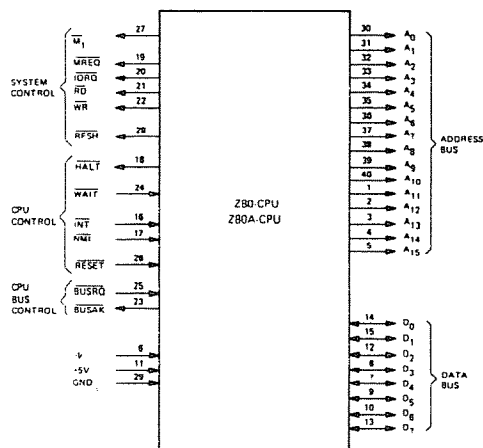 27
M₁
19
MREQ
20
IORQ
21
RD
22
WR
28
RFSH
SYSTEM
CONTROL
18
HALT
24
WAIT
16
INT
17
NMI
26
RESET
CPU
CONTROL
25
BUSRQ
23
BUSAK
CPU
BUS
CONTROL
6
11
+5V
29
GND
Z80-CPU
Z80A-CPU
30 A₀
31 A₁
32 A₂
33 A₃
34 A₄
35 A₅
36 A₆
37 A₇
38 A₈
39 A₉
40 A₁₀
1 A₁₁
2 A₁₂
3 A₁₃
4 A₁₄
5 A₁₅
ADDRESS
BUS
14 D₀
15 D₁
12 D₂
8 D₃
7 D₄
9 D₅
10 D₆
13 D₇
DATA
BUS